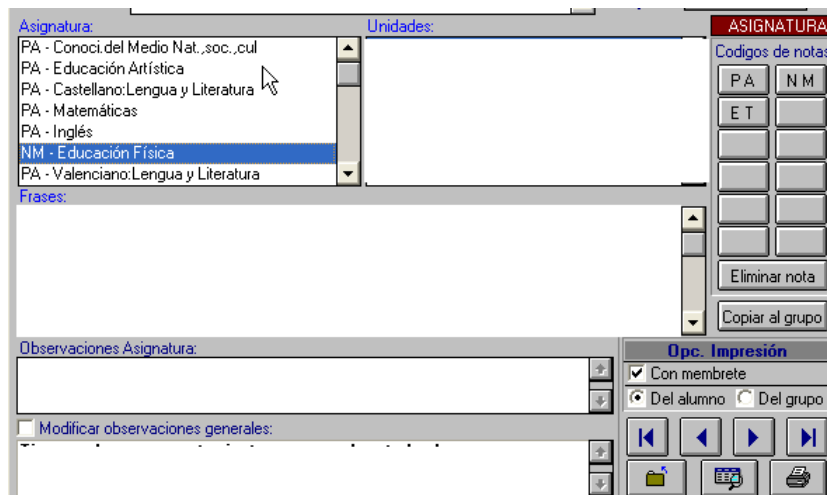 Asignatura:
Unidades:
ASIGNATURA
PA - Conoci.del Medio Nat.,soc.,cul
PA - Educación Artística
PA - Castellano:Lengua y Literatura
PA - Matemáticas
PA - Inglés
NM - Educación Física
PA - Valenciano:Lengua y Literatura
Codigos de notas
P A
N M
E T
Frases:
Eliminar nota
Copiar al grupo
Observaciones Asignatura:
Opc. Impresión
Con membrete
Del alumno
Del grupo
Modificar observaciones generales: